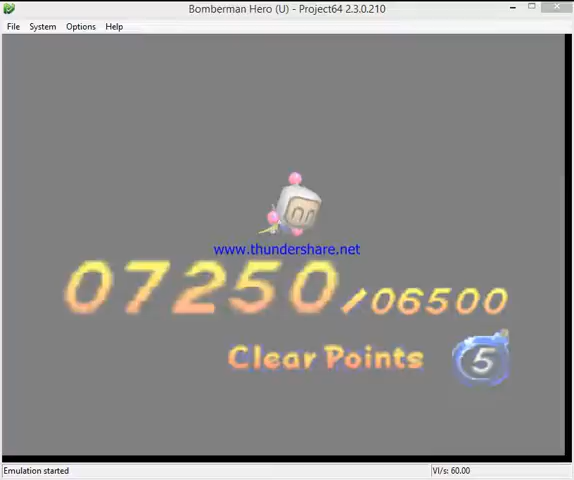 Bomberman Hero (U) - Project64 2.3.0.210
File System Options Help
www.thundershare.net
07250/06500
Clear Points 5
Emulation started VI/s: 60.00